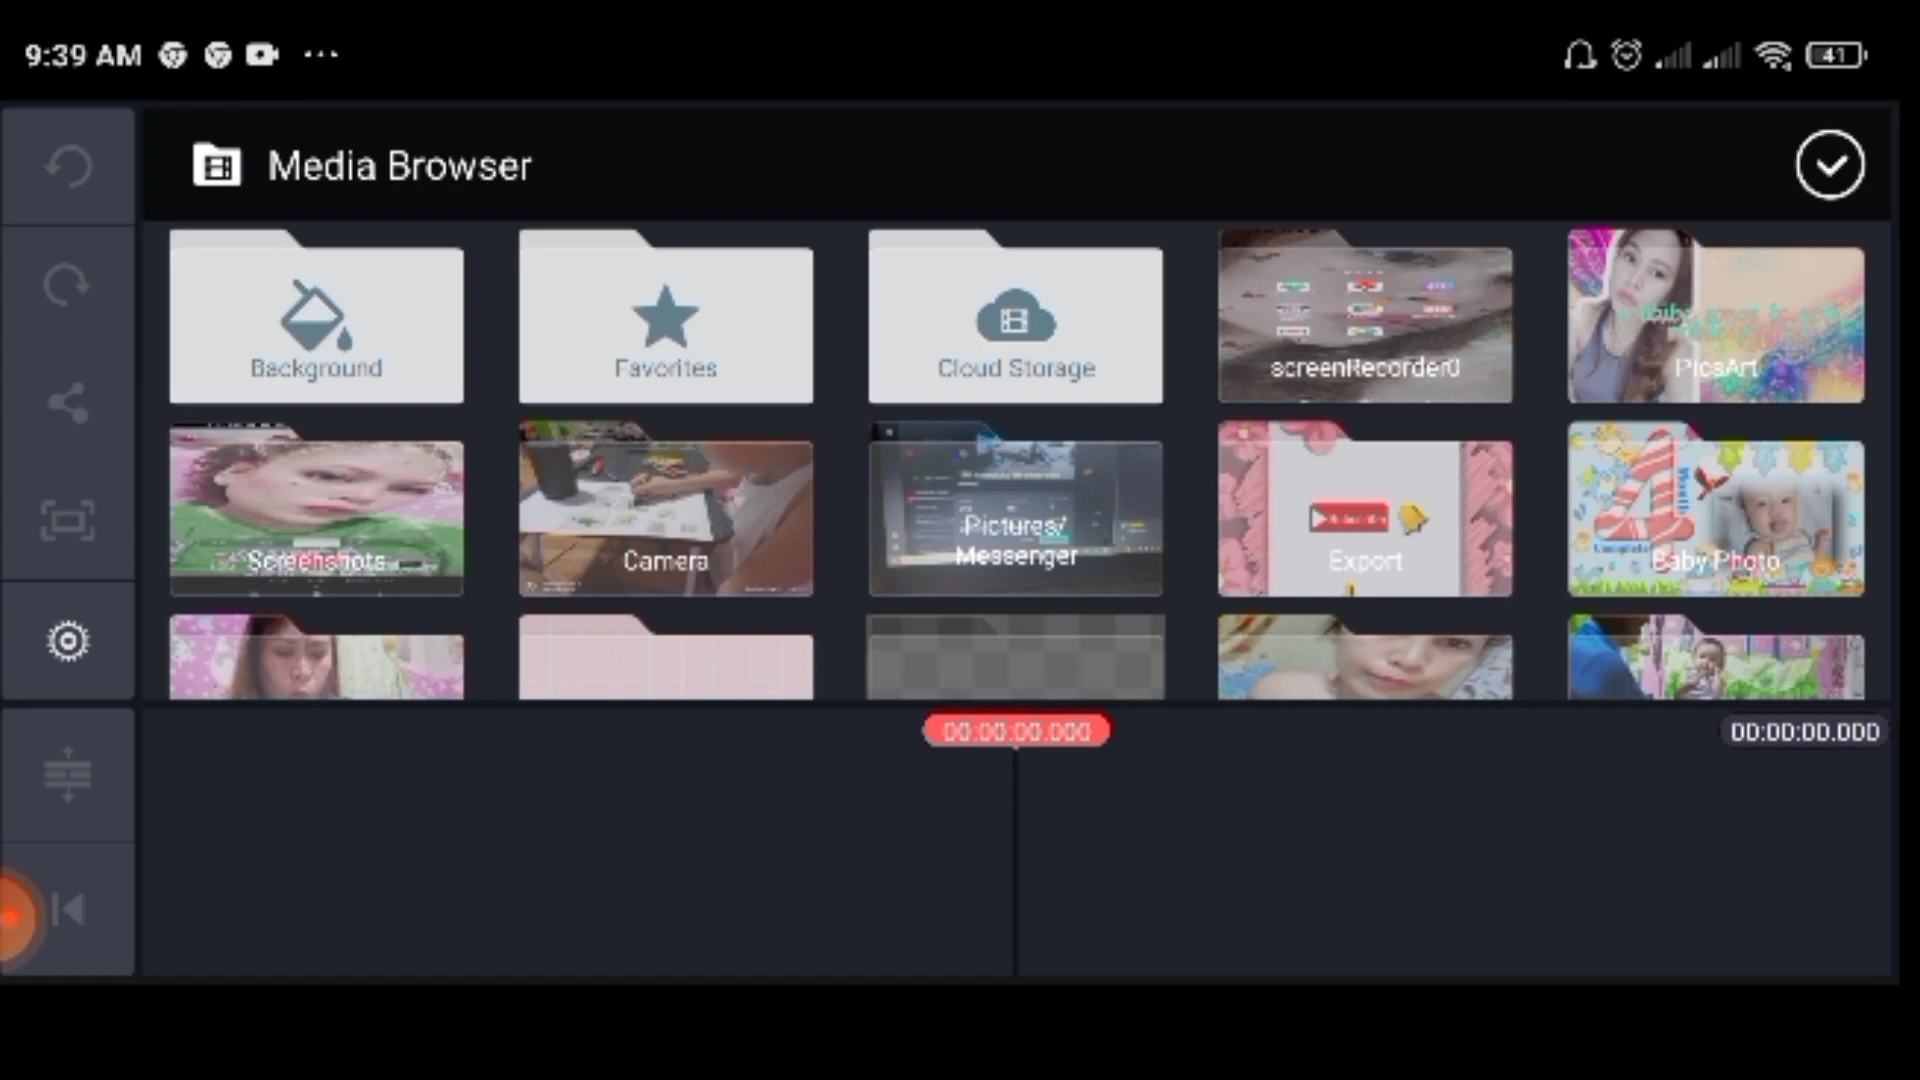 9:39 AM
41
Media Browser
Background
Favorites
Cloud Storage
screenRecorder0
PicsArt
Screenshots
Camera
Pictures/
Messenger
Export
Baby Photo
00:00:00.000
00:00:00.000